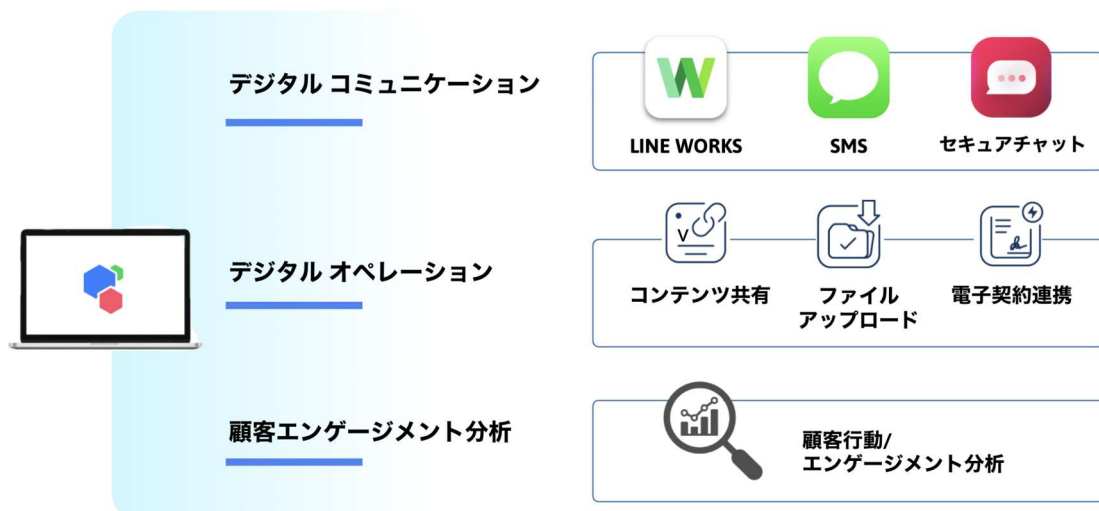 デジタル コミュニケーション
LINE WORKS
SMS
セキュアチャット
デジタル オペレーション
V
コンテンツ共有
ファイル
アップロード
電子契約連携
顧客エンゲージメント分析
顧客行動/
エンゲージメント分析